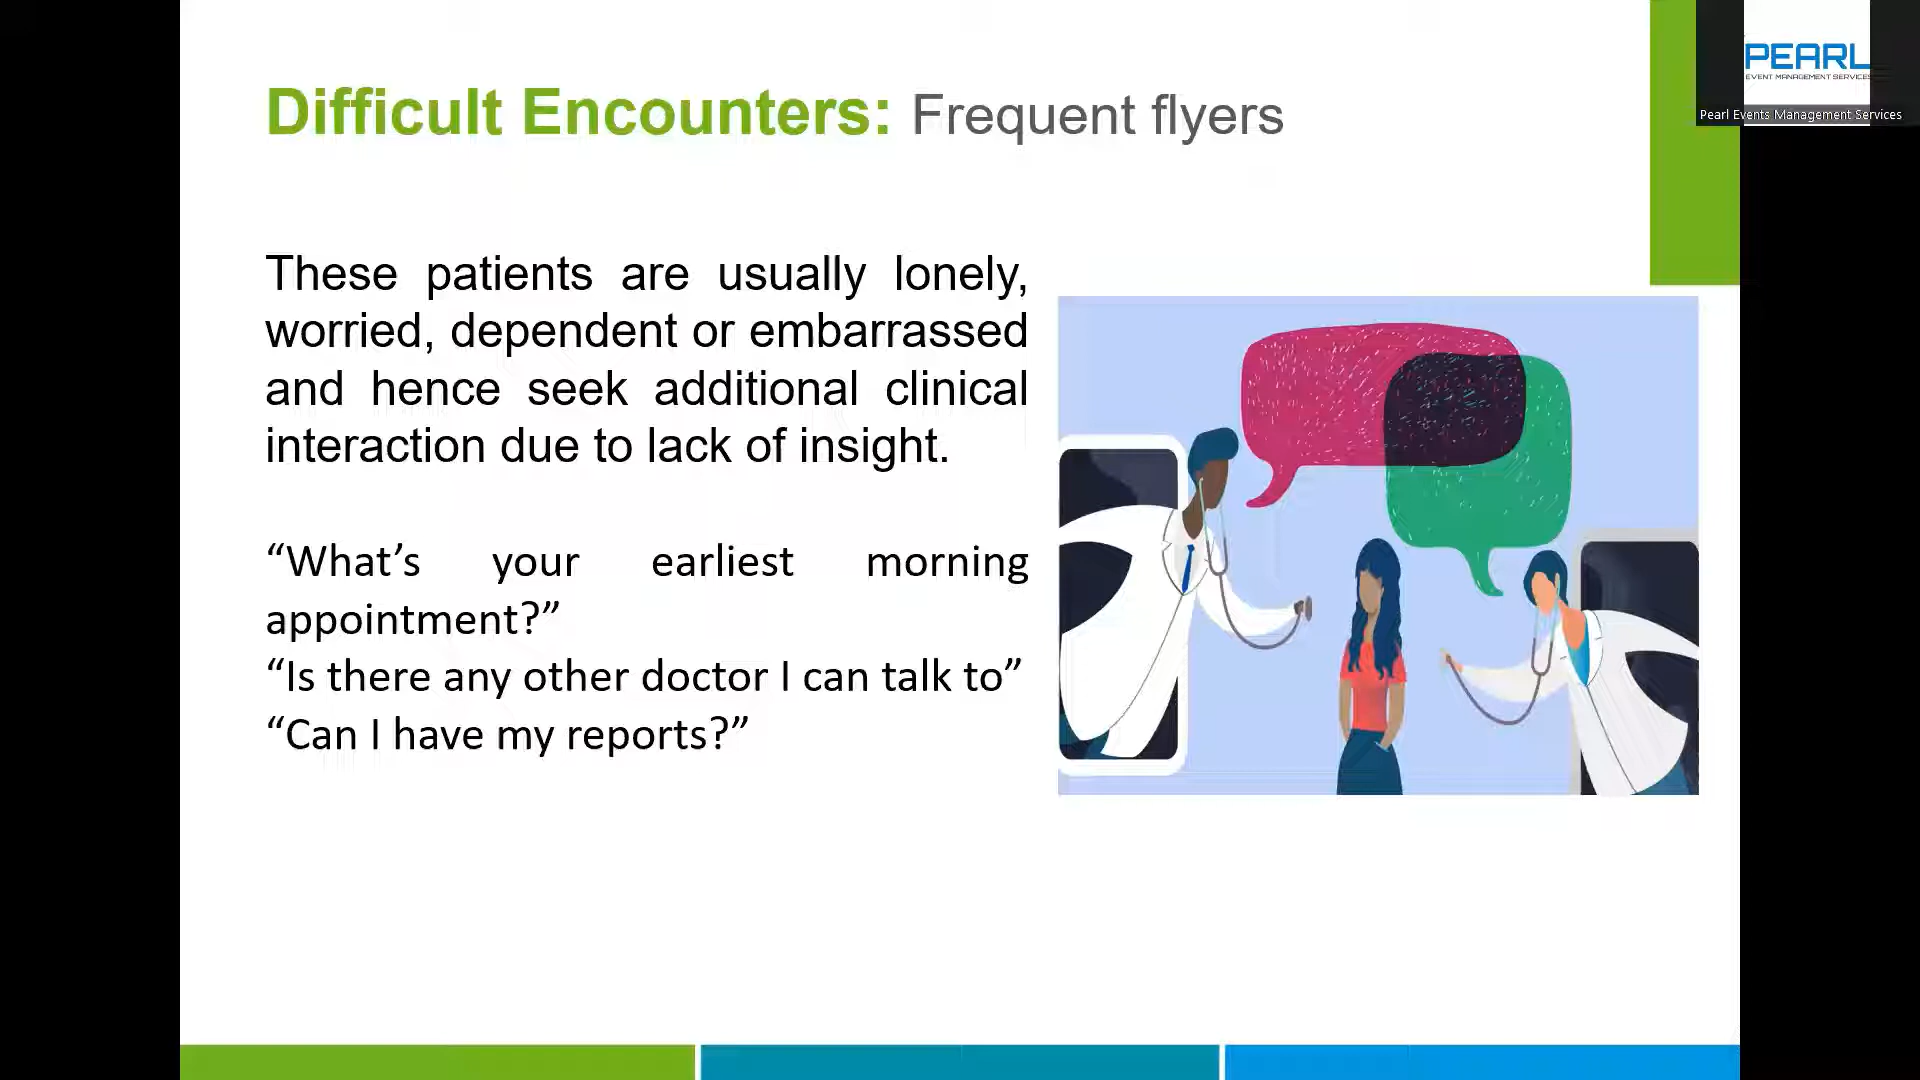 Difficult Encounters: Frequent flyers
These patients are usually lonely,
worried, dependent or embarrassed
and hence seek additional clinical
interaction due to lack of insight.
“What’s your earliest morning
appointment?”
“Is there any other doctor I can talk to”
“Can I have my reports?”
PEARL
EVENT MANAGEMENT SERVICES
Pearl Events Management Services